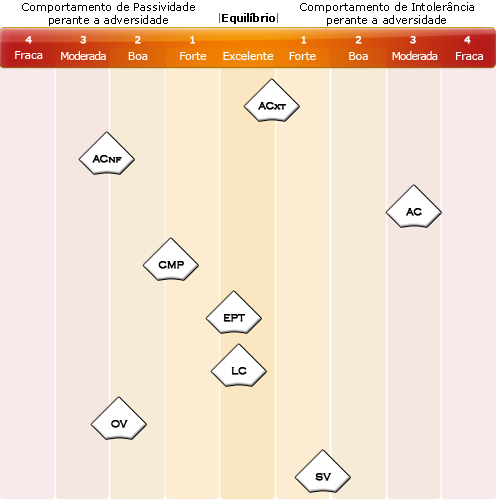 Comportamento de Passividade
perante a adversidade
|Equilíbrio|
Comportamento de Intolerância
perante a adversidade
4 3 2 1 1 2 3 4
Fraca Moderada Boa Forte Excelente Forte Boa Moderada Fraca
ACXT
ACNF
AC
CMP
EPT
LC
OV
SV